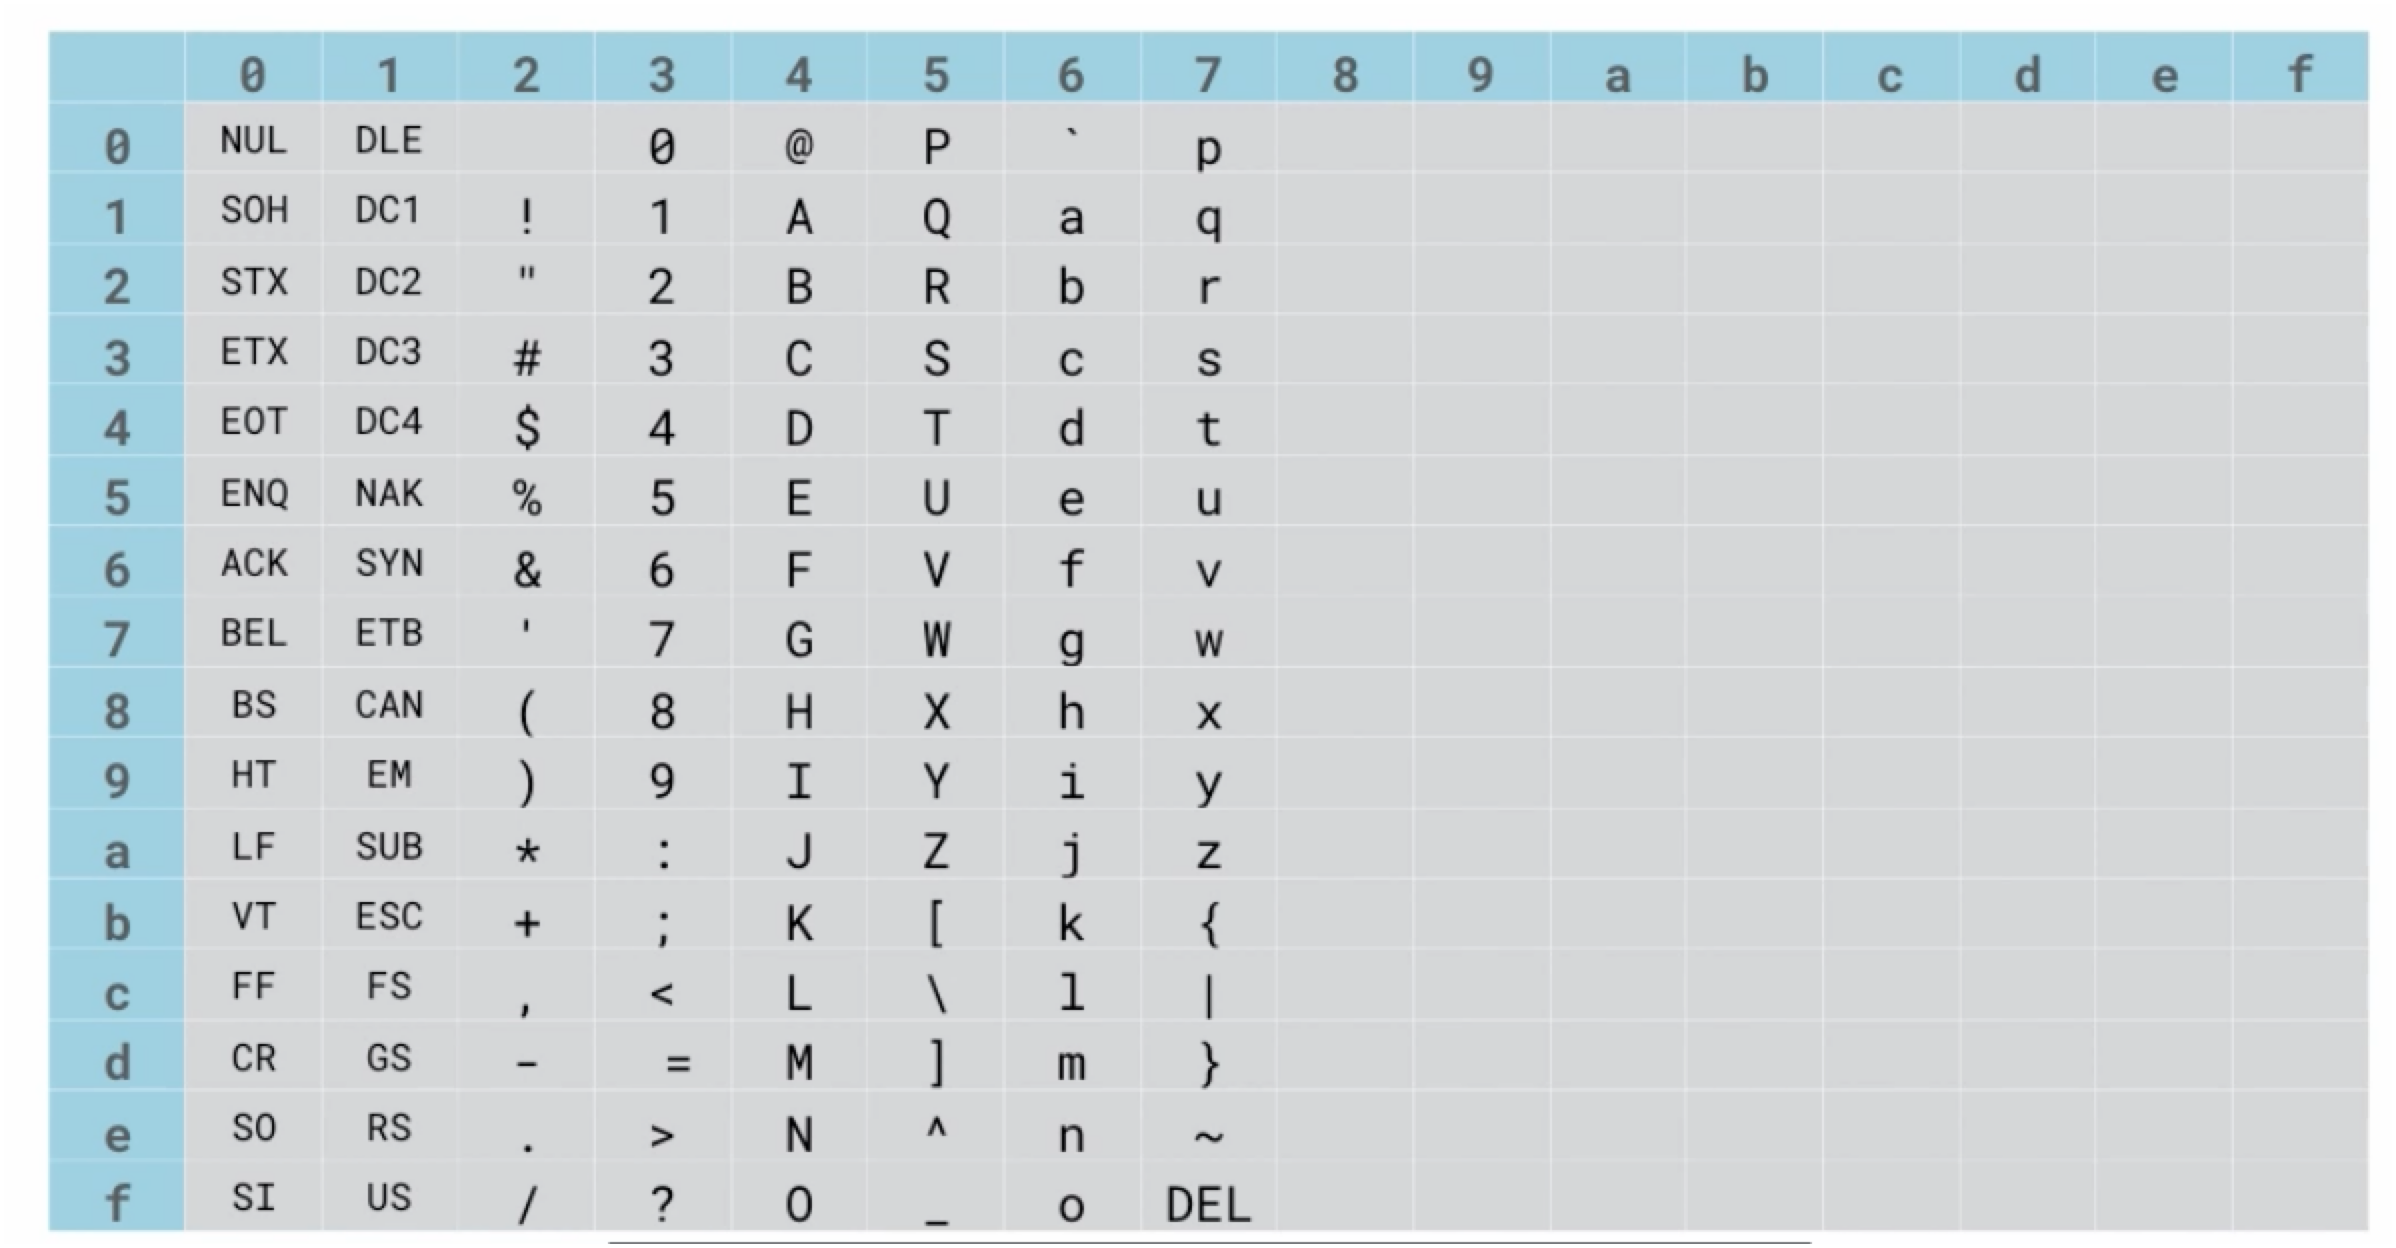 0 1 2 3 4 5 6 7 8 9 a b c d e f
0 NUL DLE 0 @ P ` p
1 SOH DC1 ! 1 A Q a q
2 STX DC2 " 2 B R b r
3 ETX DC3 # 3 C S c s
4 EOT DC4 $ 4 D T d t
5 ENQ NAK % 5 E U e u
6 ACK SYN & 6 F V f v
7 BEL ETB ' 7 G W g w
8 BS CAN ( 8 H X h x
9 HT EM ) 9 I Y i y
a LF SUB * : J Z j z
b VT ESC + ; K [ k {
c FF FS , < L \ l |
d CR GS - = M ] m }
e SO RS . > N ^ n ~
f SI US / ? O _ o DEL